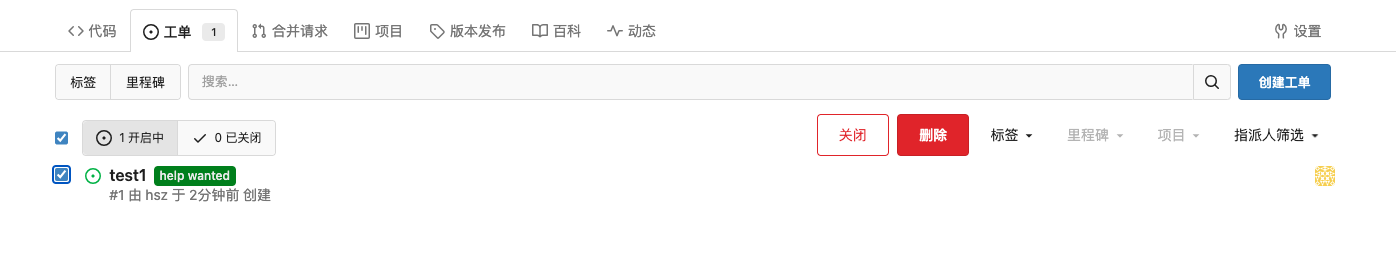 代码 工单 1 合并请求 项目 版本发布 百科 动态 设置
标签 里程碑 搜索... 创建工单
1 开启中 0 已关闭 关闭 删除 标签 里程碑 项目 指派人筛选
test1 help wanted
#1 由 hsz 于 2分钟前 创建